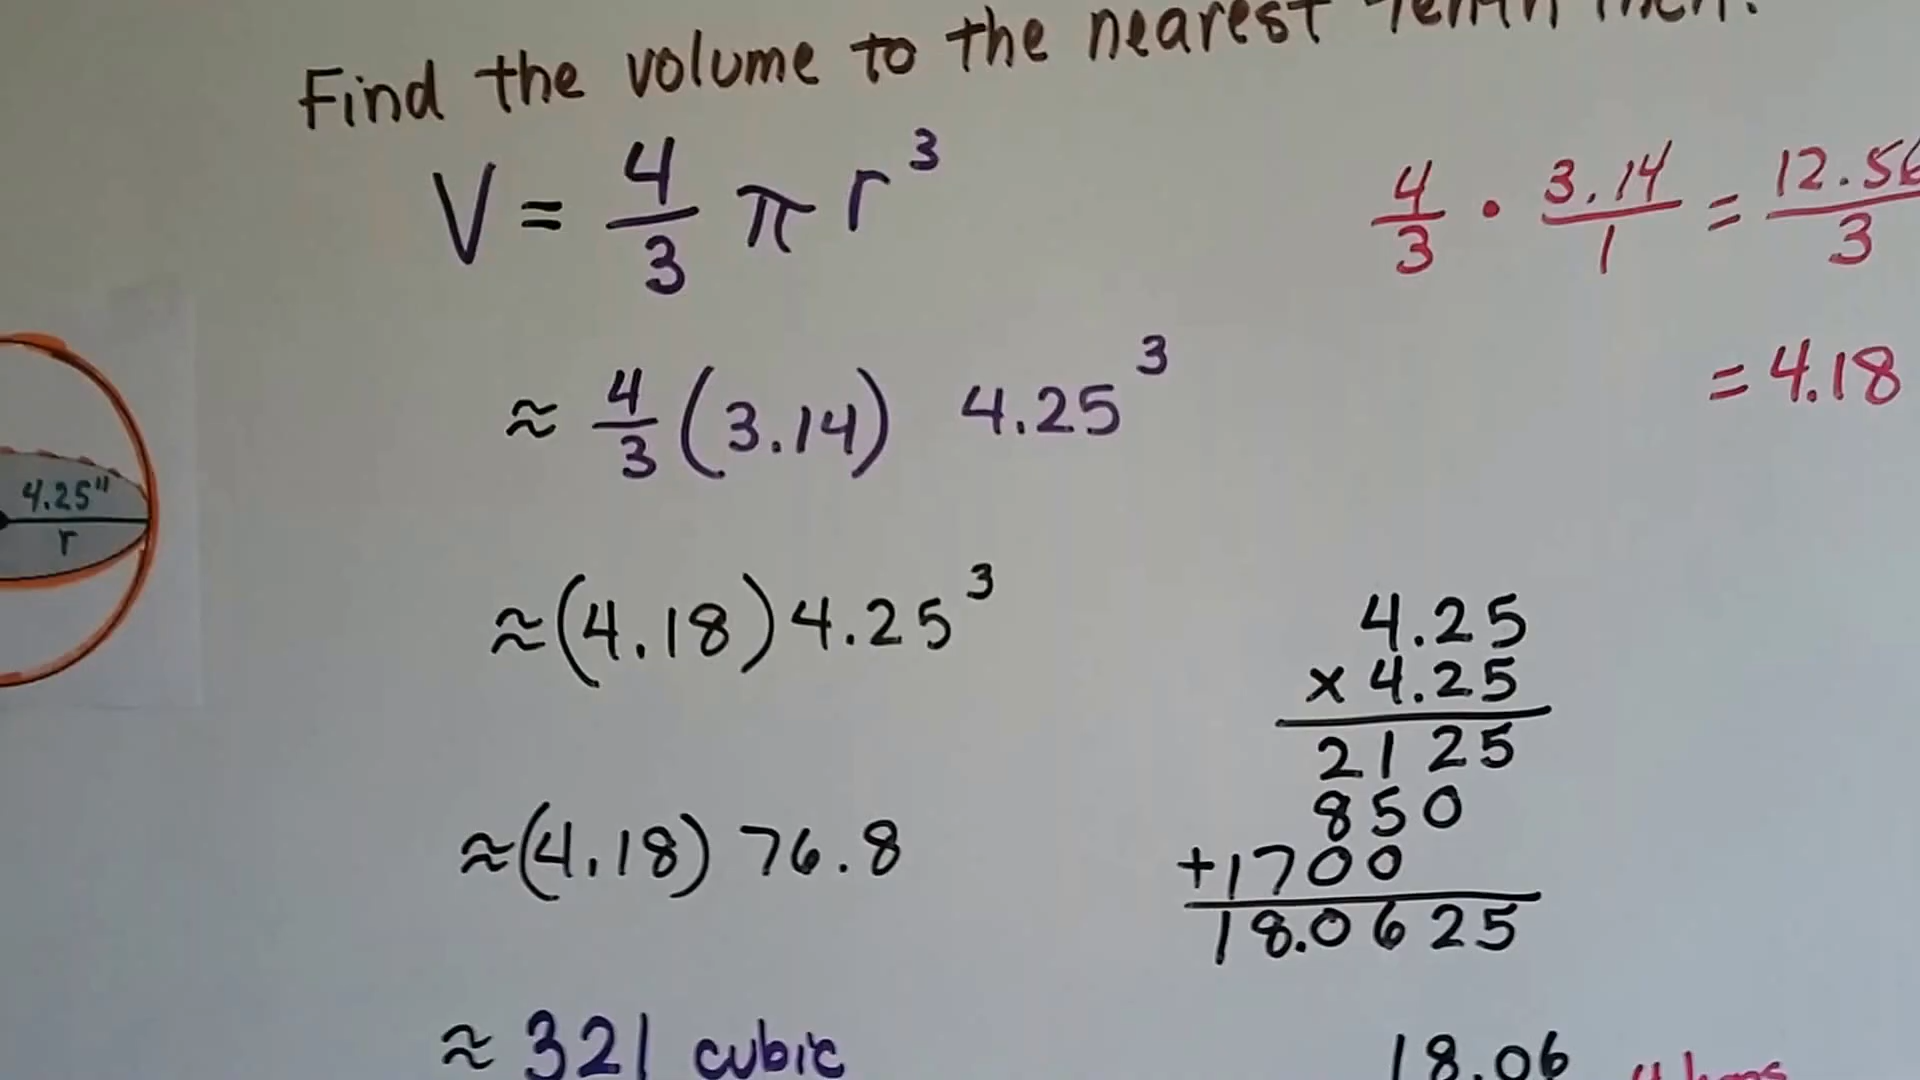 Find the volume to the nearest Tenth inch.
V = 4/3 π r³
4/3 · 3.14/1 = 12.56/3
≈ 4/3 (3.14) 4.25³
= 4.18
4.25"
r
≈ (4.18) 4.25³
4.25
x 4.25
2125
850
+1700
18.0625
≈ (4.18) 76.8
≈ 321 cubic
18.06